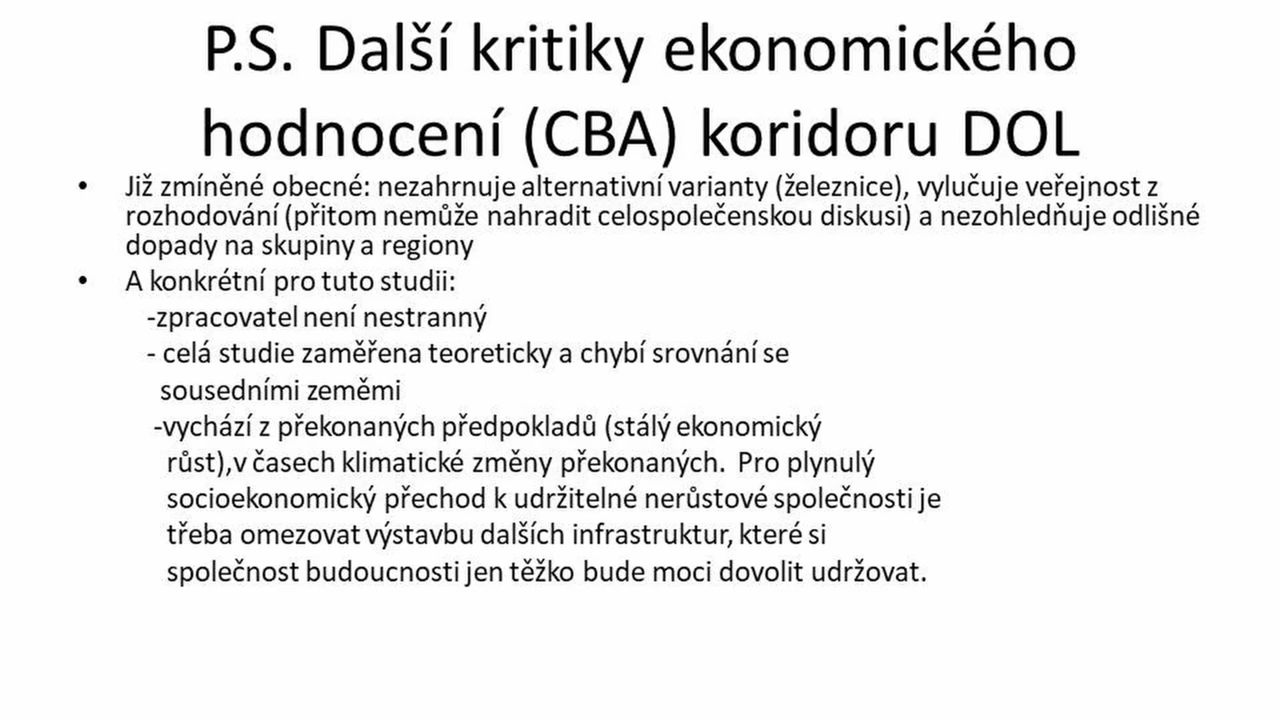 P.S. Další kritiky ekonomického
hodnocení (CBA) koridoru DOL
• Již zmíněné obecné: nezahrnuje alternativní varianty (železnice), vylučuje veřejnost z
rozhodování (přitom nemůže nahradit celospolečenskou diskusi) a nezohledňuje odlišné
dopady na skupiny a regiony
• A konkrétní pro tuto studii:
-zpracovatel není nestranný
- celá studie zaměřena teoreticky a chybí srovnání se
sousedními zeměmi
-vychází z překonaných předpokladů (stálý ekonomický
růst),v časech klimatické změny překonaných. Pro plynulý
socioekonomický přechod k udržitelné nerůstové společnosti je
třeba omezovat výstavbu dalších infrastruktur, které si
společnost budoucnosti jen těžko bude moci dovolit udržovat.